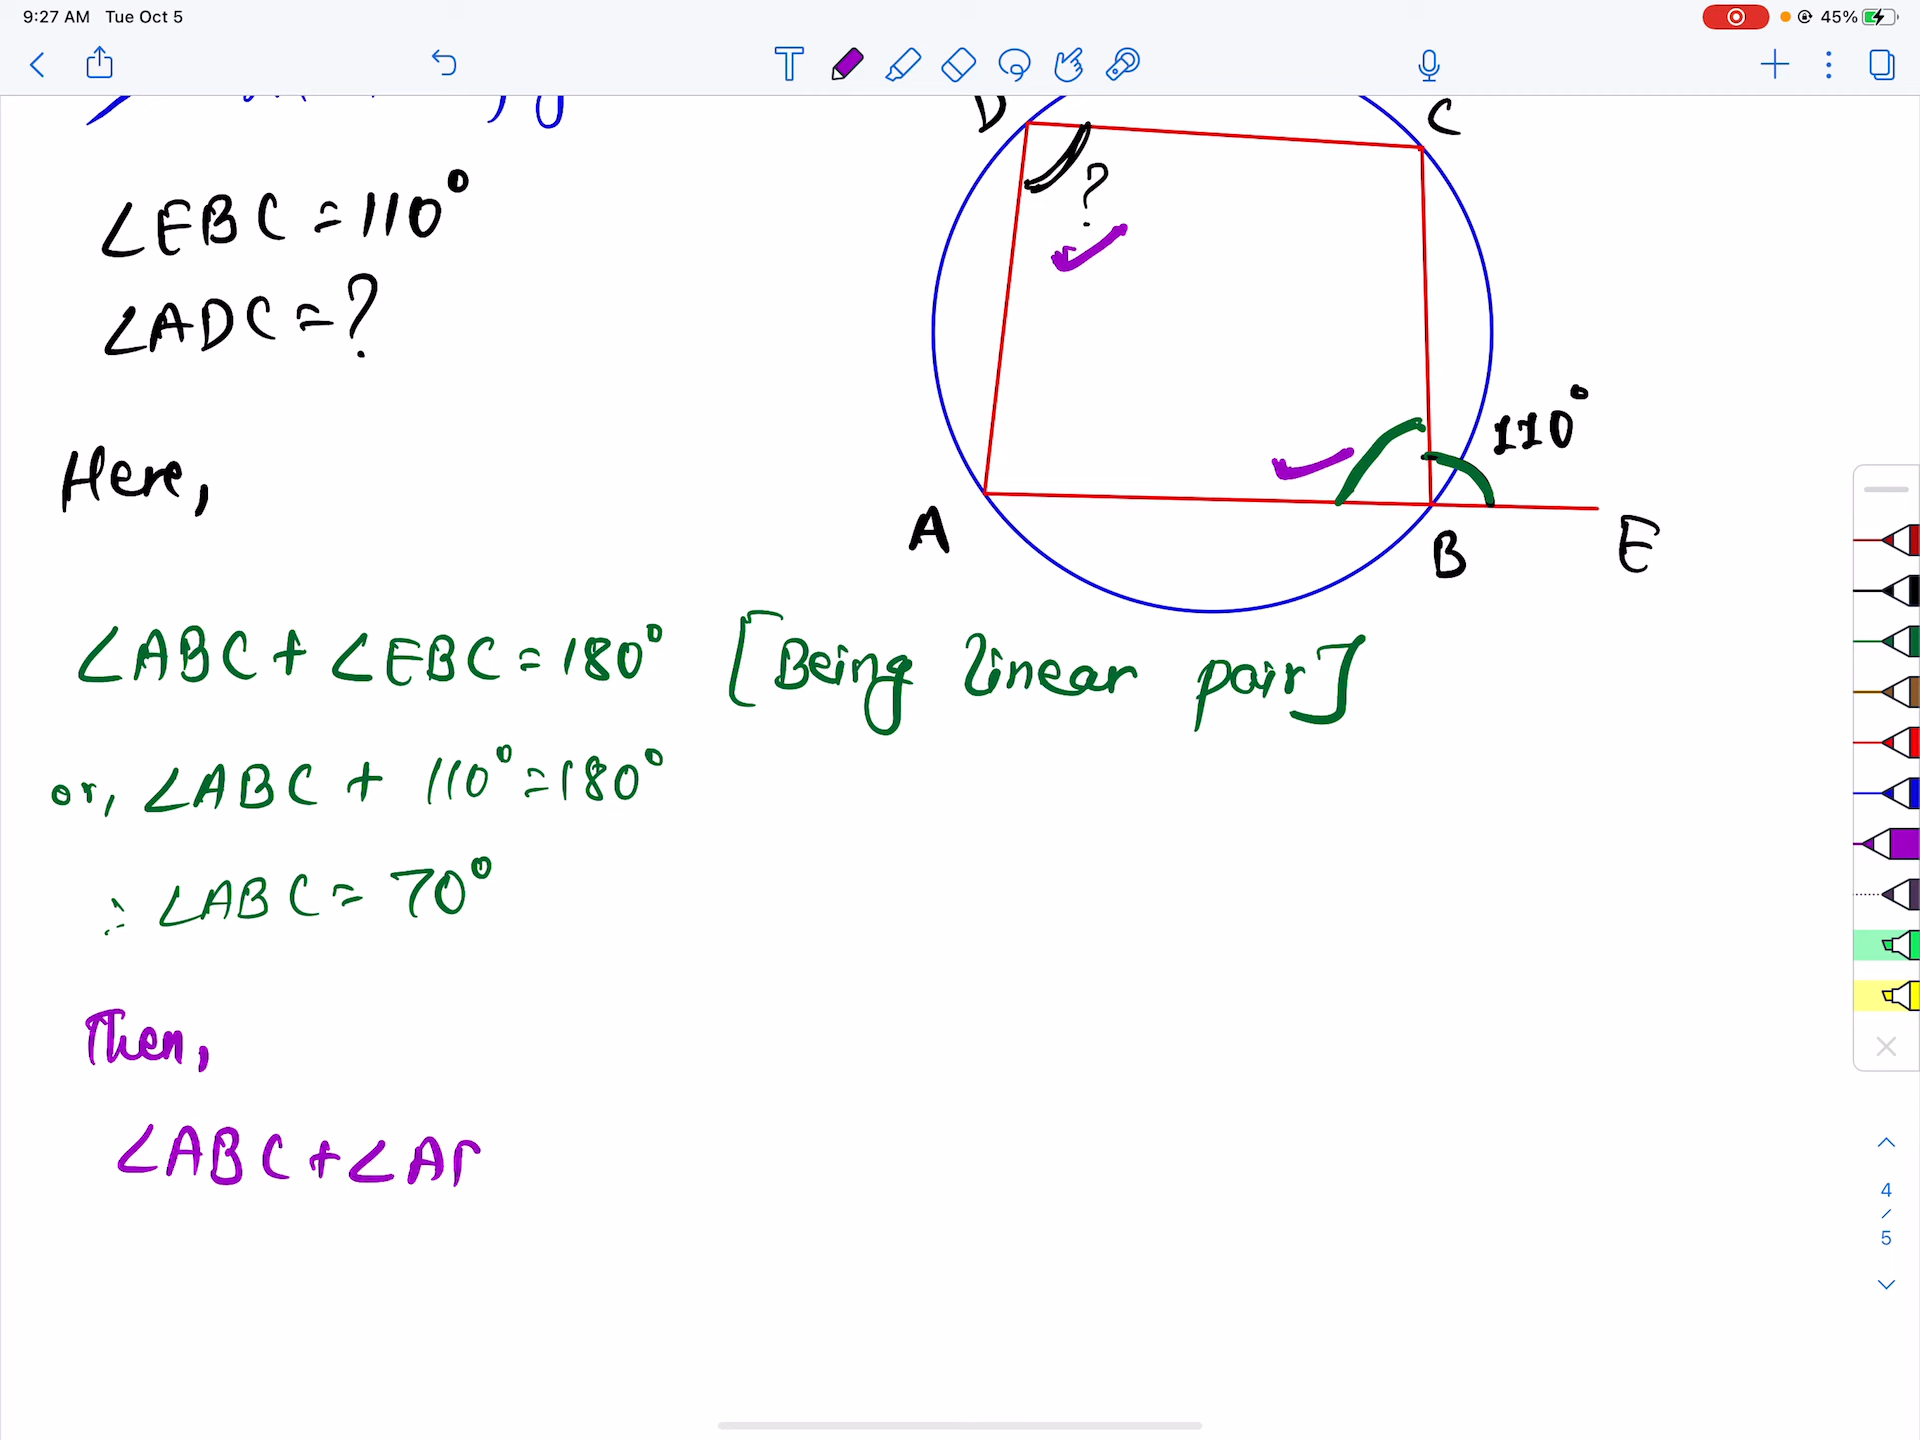 9:27 AM Tue Oct 5
45%
D
C
∠EBC = 110°
?
∠ADC = ?
110°
Here,
A
B
E
∠ABC + ∠EBC = 180° [Being linear pair]
or, ∠ABC + 110° = 180°
∴ ∠ABC = 70°
Then,
∠ABC + ∠A
4
/
5